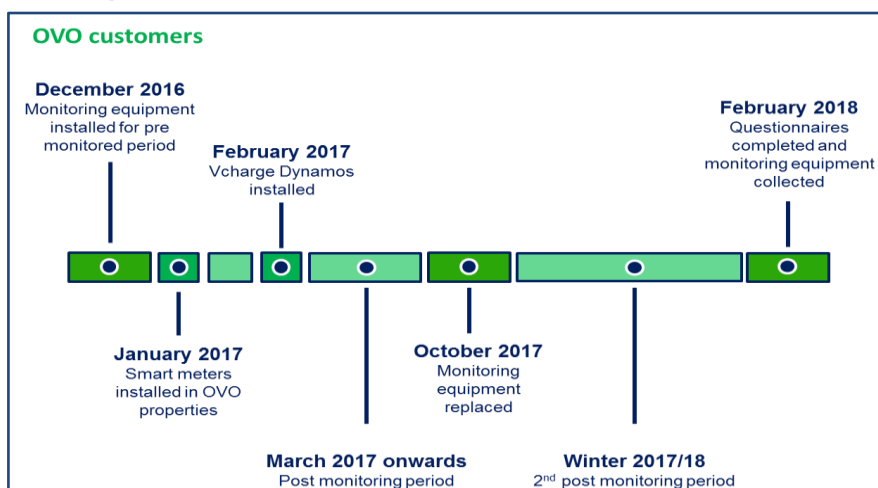 OVO customers
December 2016
Monitoring equipment
installed for pre
monitored period
February 2017
Vcharge Dynamos
installed
February 2018
Questionnaires
completed and
monitoring equipment
collected
January 2017
Smart meters
installed in OVO
properties
October 2017
Monitoring
equipment
replaced
March 2017 onwards
Post monitoring period
Winter 2017/18
2nd post monitoring period